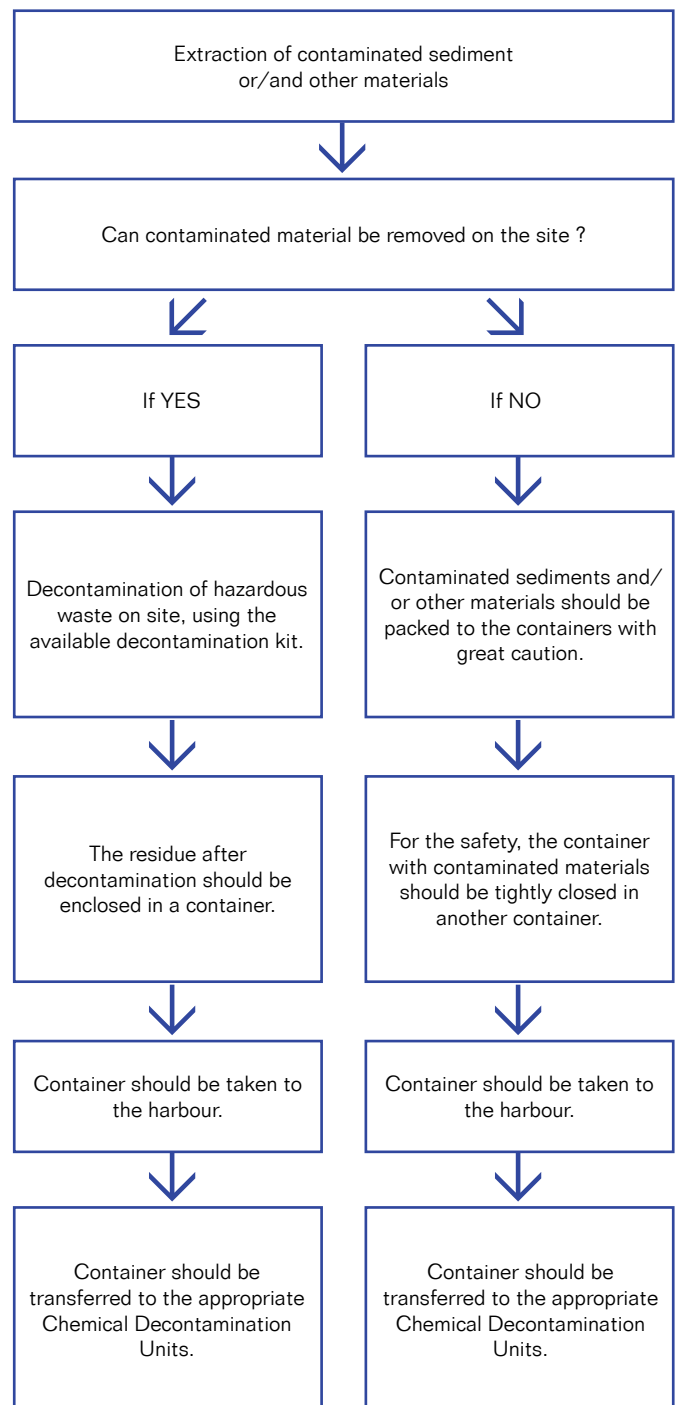 Extraction of contaminated sediment
or/and other materials
Can contaminated material be removed on the site ?
If YES
If NO
Decontamination of hazardous
waste on site, using the
available decontamination kit.
Contaminated sediments and/
or other materials should be
packed to the containers with
great caution.
The residue after
decontamination should be
enclosed in a container.
For the safety, the container
with contaminated materials
should be tightly closed in
another container.
Container should be taken to
the harbour.
Container should be taken to
the harbour.
Container should be
transferred to the appropriate
Chemical Decontamination
Units.
Container should be
transferred to the appropriate
Chemical Decontamination
Units.